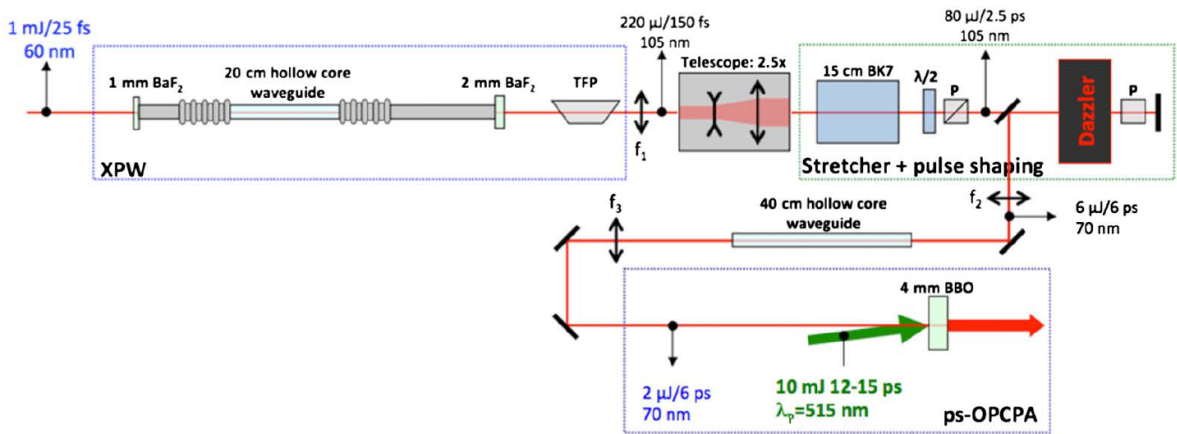 1 mJ/25 fs
60 nm
1 mm BaF₂
20 cm hollow core
waveguide
2 mm BaF₂
TFP
XPW
f₁
220 µJ/150 fs
105 nm
Telescope: 2.5x
15 cm BK7
λ/2
P
80 µJ/2.5 ps
105 nm
Dazzler
P
Stretcher + pulse shaping
f₂
6 µJ/6 ps
70 nm
f₃
40 cm hollow core
waveguide
4 mm BBO
2 µJ/6 ps
70 nm
10 mJ 12-15 ps
λₚ=515 nm
ps-OPCPA